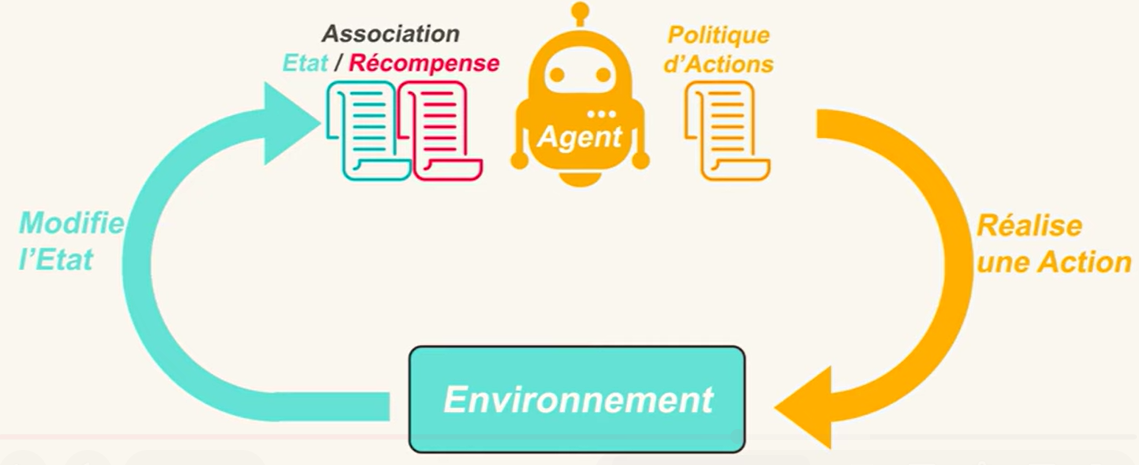 Association
Etat / Récompense
Agent
Politique
d'Actions
Modifie
l'Etat
Réalise
une Action
Environnement